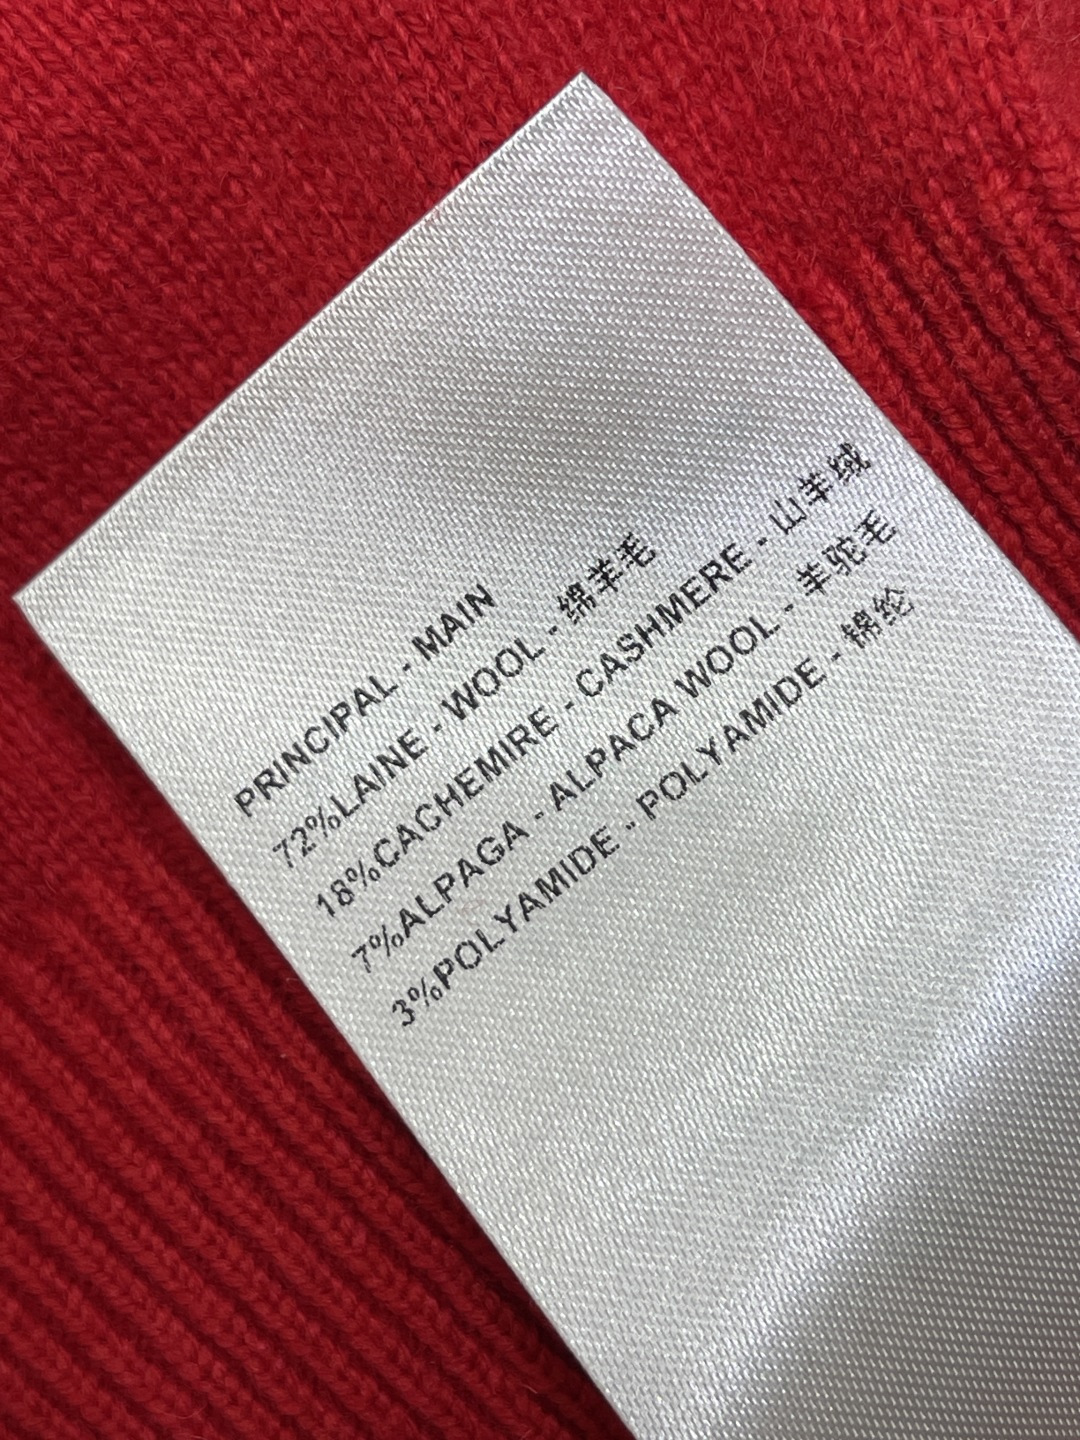 PRINCIPAL - MAIN
72%LAINE - WOOL - 绵羊毛
18%CACHEMIRE - CASHMERE - 山羊绒
7%ALPAGA - ALPACA WOOL - 羊驼毛
3%POLYAMIDE - POLYAMIDE - 锦纶